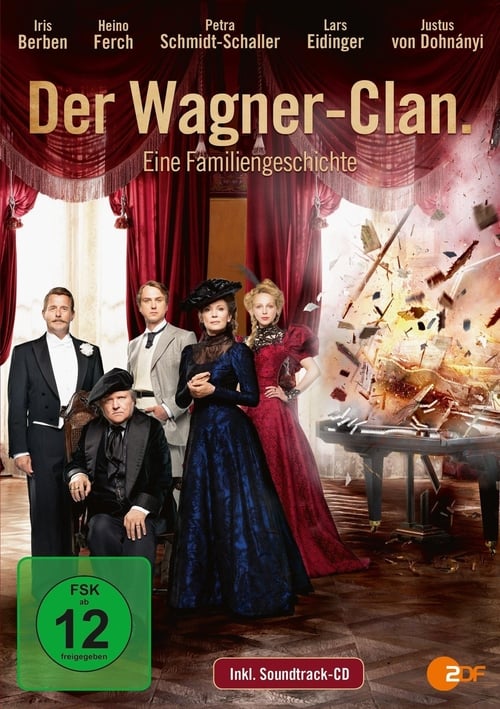 Iris Berben
Heino Ferch
Petra Schmidt-Schaller
Lars Eidinger
Justus von Dohnányi
Der Wagner-Clan.
Eine Familiengeschichte
FSK
ab
12
freigegeben
Inkl. Soundtrack-CD
ZDF